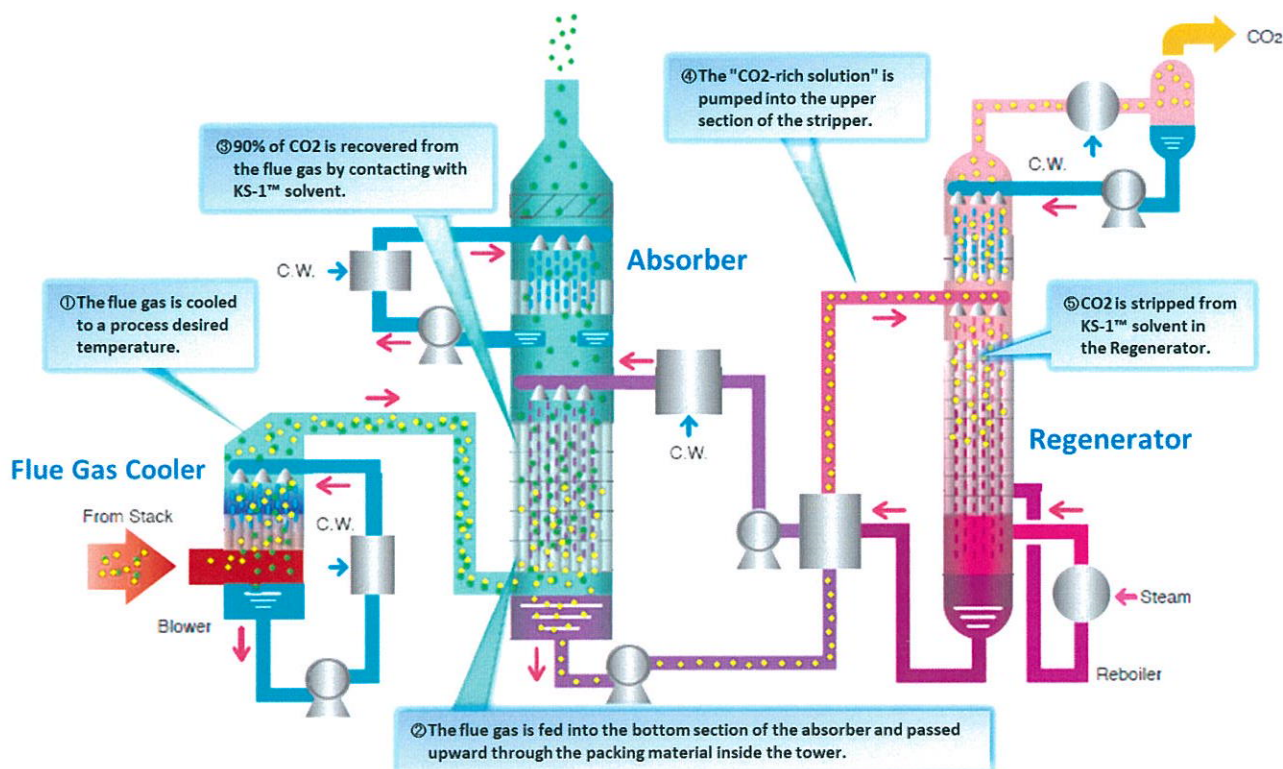 CO2
④The "CO2-rich solution" is
pumped into the upper
section of the stripper.
③90% of CO2 is recovered from
the flue gas by contacting with
KS-1™ solvent.
C.W.
Absorber
C.W.
①The flue gas is cooled
to a process desired
temperature.
⑤CO2 is stripped from
KS-1™ solvent in
the Regenerator.
Regenerator
C.W.
Flue Gas Cooler
From Stack
C.W.
Steam
Blower
Reboiler
②The flue gas is fed into the bottom section of the absorber and passed
upward through the packing material inside the tower.